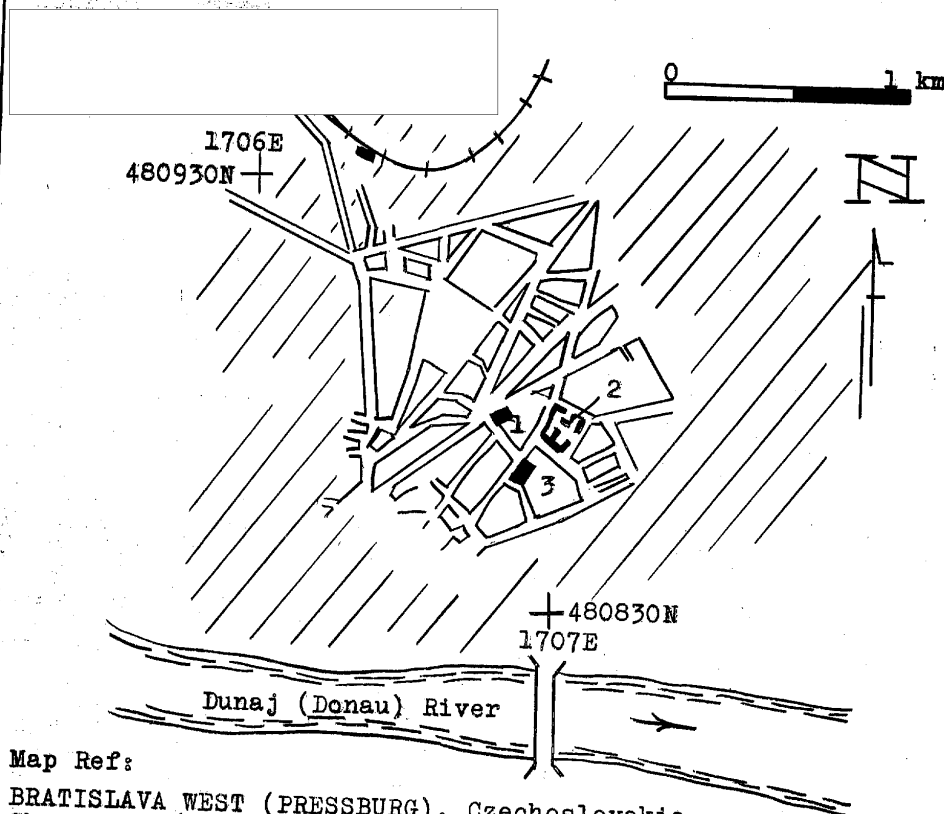 0 1 km
1706E
480930N
N
2
1
3
480830N
1707E
Dunaj (Donau) River
Map Ref:
BRATISLAVA WEST (PRESSBURG), Czechoslovakia